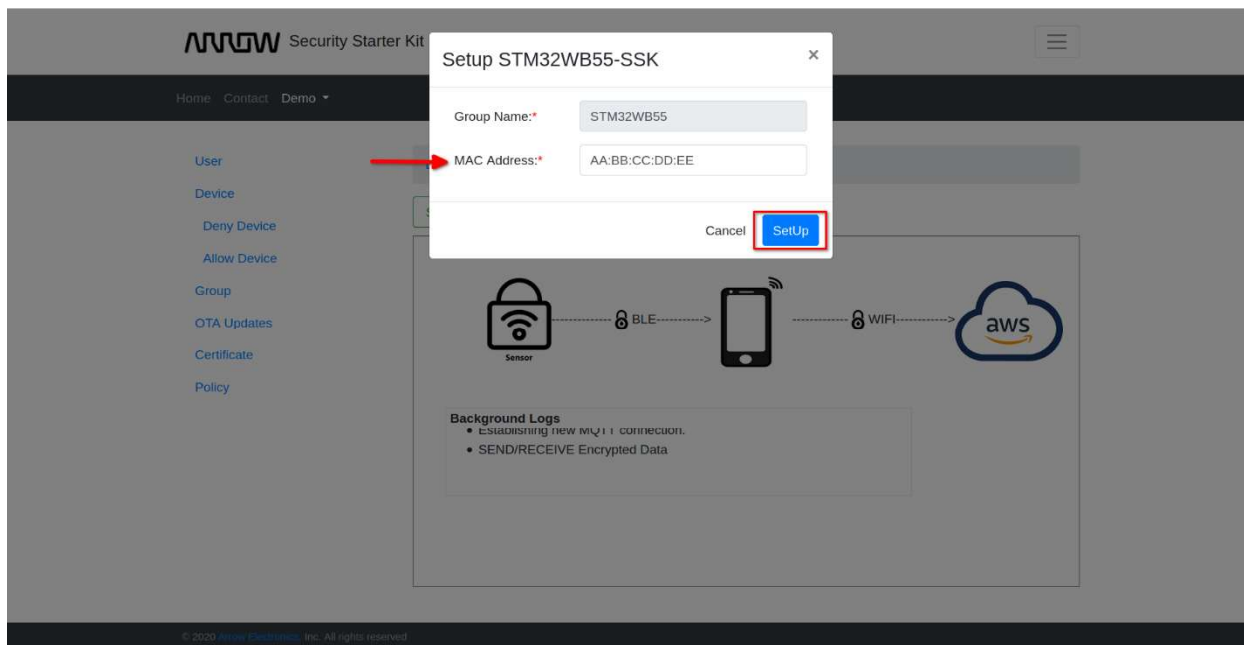 ARROW Security Starter Kit
Home Contact Demo
Setup STM32WB55-SSK ×
Group Name:* STM32WB55
MAC Address:* AA:BB:CC:DD:EE
Cancel SetUp
User
Device
Deny Device
Allow Device
Group
OTA Updates
Certificate
Policy
Sensor
BLE
WIFI
aws
Background Logs
Establishing new MQTT connection.
SEND/RECEIVE Encrypted Data
© 2020 Arrow Electronics, Inc. All rights reserved